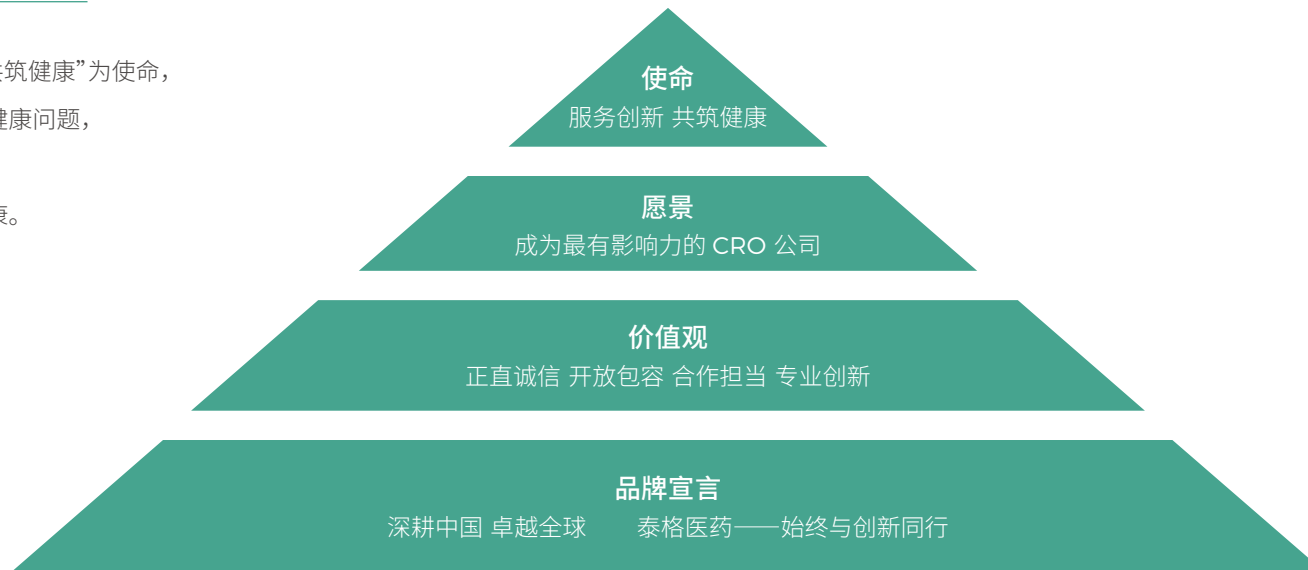 共筑健康”为使命，
健康问题，
康。
使命
服务创新 共筑健康
愿景
成为最有影响力的 CRO 公司
价值观
正直诚信 开放包容 合作担当 专业创新
品牌宣言
深耕中国 卓越全球 泰格医药——始终与创新同行